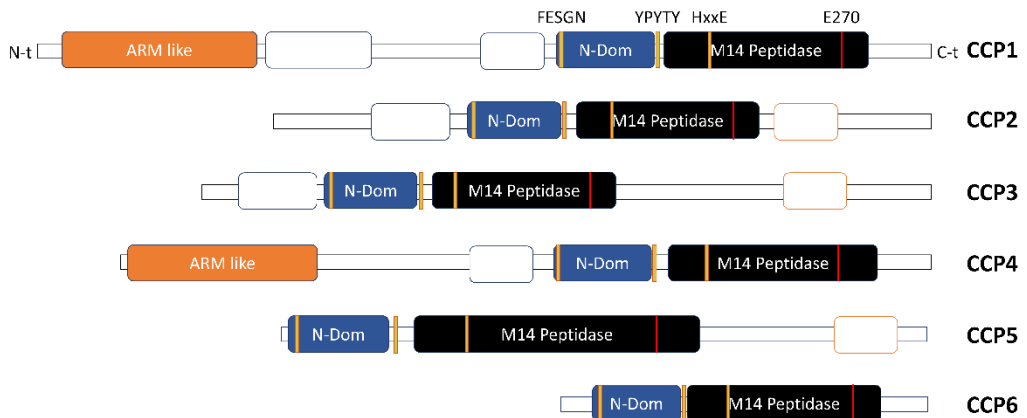 FESGN YPYTY HxxE E270
N-t ARM like N-Dom M14 Peptidase C-t CCP1
N-Dom M14 Peptidase CCP2
N-Dom M14 Peptidase CCP3
ARM like N-Dom M14 Peptidase CCP4
N-Dom M14 Peptidase CCP5
N-Dom M14 Peptidase CCP6